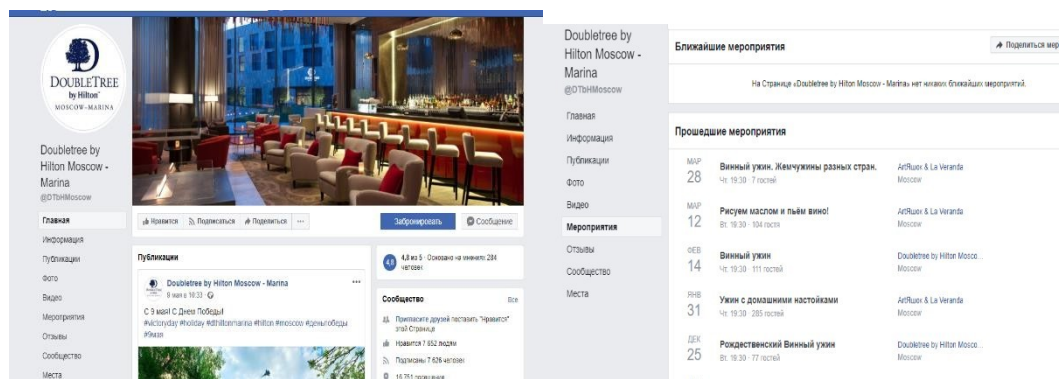 DOUBLETREE
by Hilton
MOSCOW-MARINA
Doubletree by
Hilton Moscow -
Marina
@DTbHMoscow
Главная
Информация
Публикации
Фото
Видео
Мероприятия
Отзывы
Сообщество
Места
Нравится
Подписаться
Поделиться
Забронировать
Сообщение
Публикации
Doubletree by Hilton Moscow - Marina
9 мая в 10:33
С 9 мая! С Днем Победы!
#victoryday #holiday #dthiltonmarina #hilton #moscow #деньпобеды
#9мая
4,8
4,8 из 5 · Основано на мнениях 284
человек
Сообщество
Все
Пригласите друзей поставить "Нравится"
этой Странице
Нравится 7 652 людям
Подписаны 7 626 человек
Doubletree by
Hilton Moscow -
Marina
@DTbHMoscow
Главная
Информация
Публикации
Фото
Видео
Мероприятия
Отзывы
Сообщество
Места
Ближайшие мероприятия
Поделиться мер
На Странице «Doubletree by Hilton Moscow - Marina» нет никаких ближайших мероприятий.
Прошедшие мероприятия
МАР
28
Винный ужин. Жемчужины разных стран.
Чт. 19:30 · 7 гостей
ArtRuox & La Veranda
Moscow
МАР
12
Рисуем маслом и пьём вино!
Вт. 19:30 · 104 гостя
ArtRuox & La Veranda
Moscow
ФЕВ
14
Винный ужин
Чт. 19:30 · 111 гостей
Doubletree by Hilton Mosco...
Moscow
ЯНВ
31
Ужин с домашними настойками
Чт. 19:30 · 285 гостей
ArtRuox & La Veranda
Moscow
ДЕК
25
Рождественский Винный ужин
Вт. 19:30 · 77 гостей
Doubletree by Hilton Mosco...
Moscow